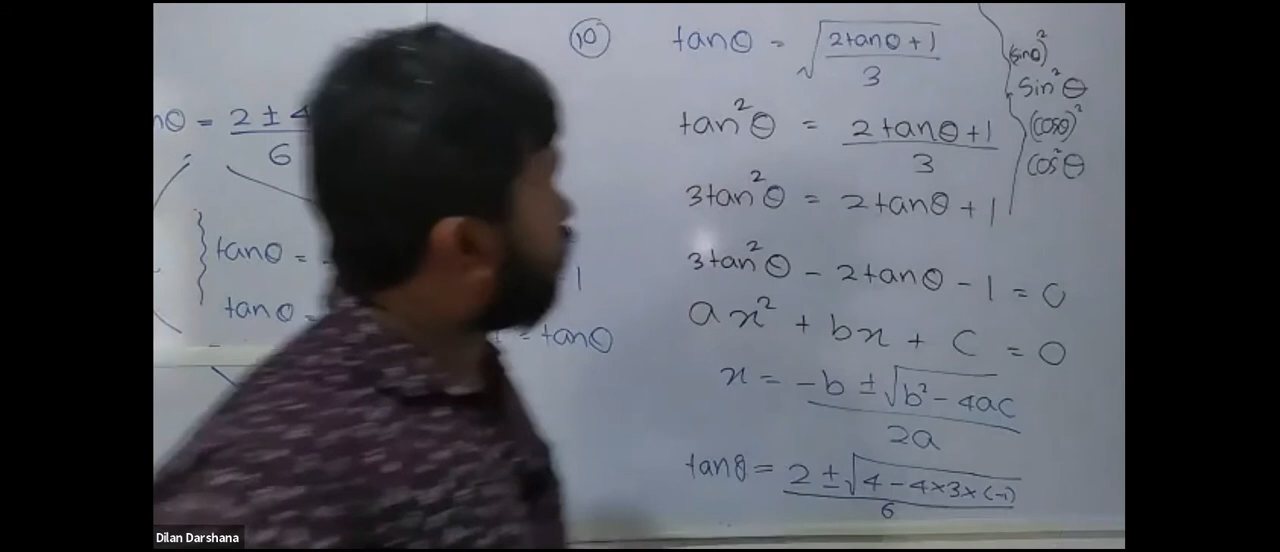 ⑩ tanθ = √((2tanθ + 1)/3)
tan²θ = (2tanθ + 1)/3
3tan²θ = 2tanθ + 1
3tan²θ - 2tanθ - 1 = 0
ax² + bx + c = 0
x = (-b ± √(b² - 4ac))/2a
tanθ = (2 ± √(4 - 4×3×(-1)))/6
(sinθ)²
sin²θ
(cosθ)²
cos²θ
θ = (2 ± 4)/6
tanθ =
tanθ =
1
= tanθ
Dilan Darshana